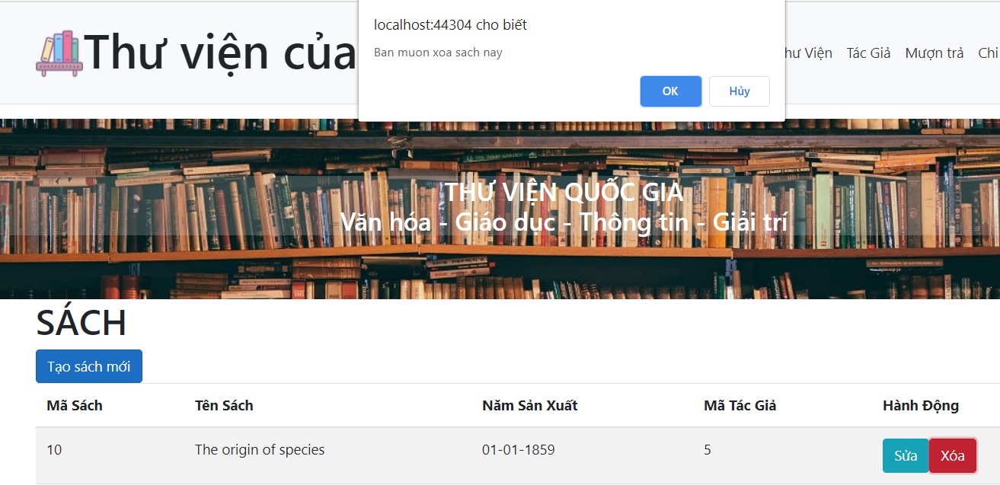 localhost:44304 cho biết
Ban muon xoa sach nay
OK Hủy
Thư viện của
Viện Tác Giả Mượn trả Chi
THƯ VIỆN QUỐC GIA
Văn hóa - Giáo dục - Thông tin - Giải trí
SÁCH
Tạo sách mới
Mã Sách Tên Sách Năm Sản Xuất Mã Tác Giả Hành Động
10 The origin of species 01-01-1859 5 Sửa Xóa